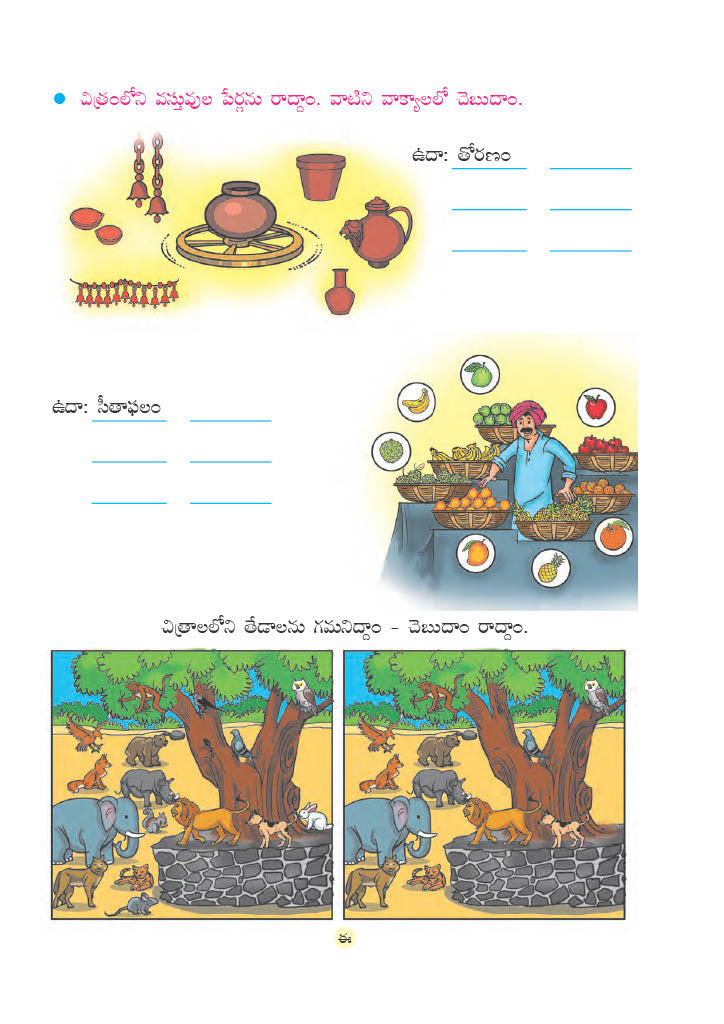 ● చిత్రంలోని వస్తువుల పేర్లను రాద్దాం. వాటిని వాక్యాలలో చెబుదాం.
ఉదా: తోరణం
ఉదా: సీతాఫలం
చిత్రాలలోని తేడాలను గమనిద్దాం - చెబుదాం రాద్దాం.
ఈ